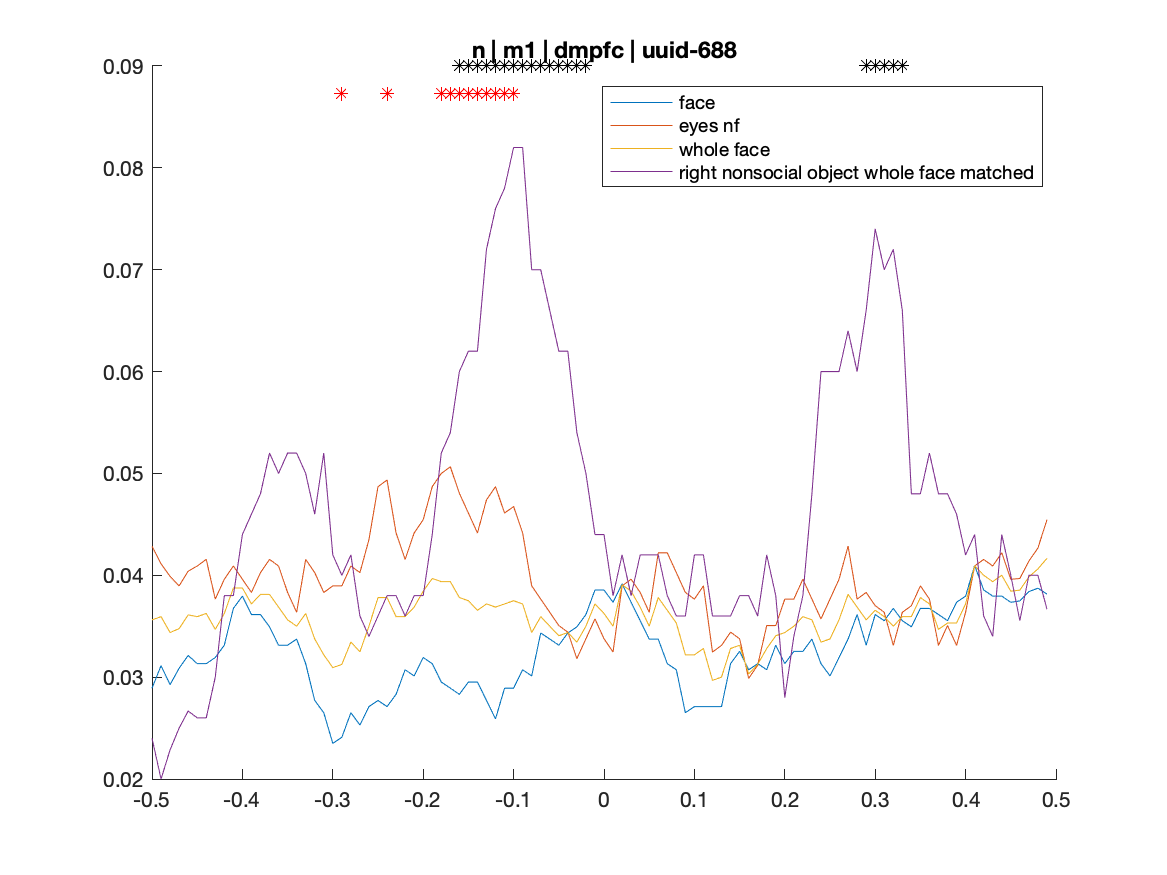 n | m1 | dmpfc | uuid-688
0.09
0.08
0.07
0.06
0.05
0.04
0.03
0.02
face
eyes nf
whole face
right nonsocial object whole face matched
-0.5 -0.4 -0.3 -0.2 -0.1 0 0.1 0.2 0.3 0.4 0.5